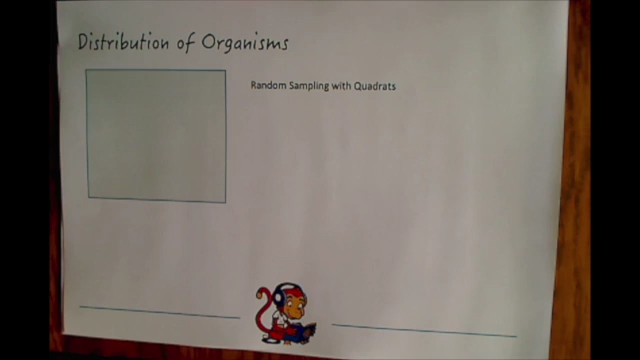 Distribution of Organisms
Random Sampling with Quadrats